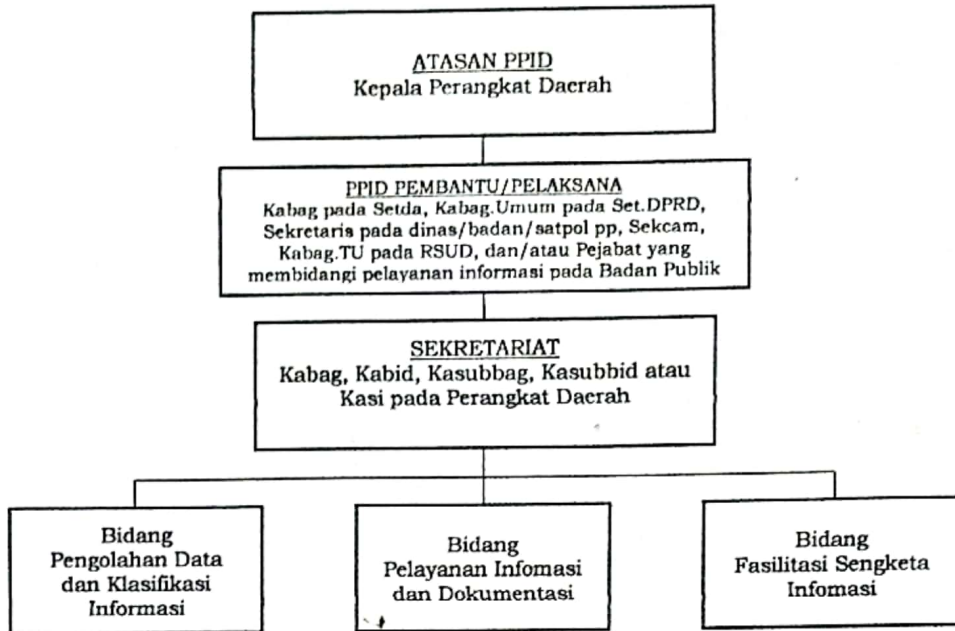 ATASAN PPID
Kepala Perangkat Daerah
PPID PEMBANTU/PELAKSANA
Kabag pada Setda, Kabag.Umum pada Set.DPRD,
Sekretaris pada dinas/badan/satpol pp, Sekcam,
Kabag.TU pada RSUD, dan/atau Pejabat yang
membidangi pelayanan informasi pada Badan Publik
SEKRETARIAT
Kabag, Kabid, Kasubbag, Kasubbid atau
Kasi pada Perangkat Daerah
Bidang
Pengolahan Data
dan Klasifikasi
Informasi
Bidang
Pelayanan Infomasi
dan Dokumentasi
Bidang
Fasilitasi Sengketa
Infomasi